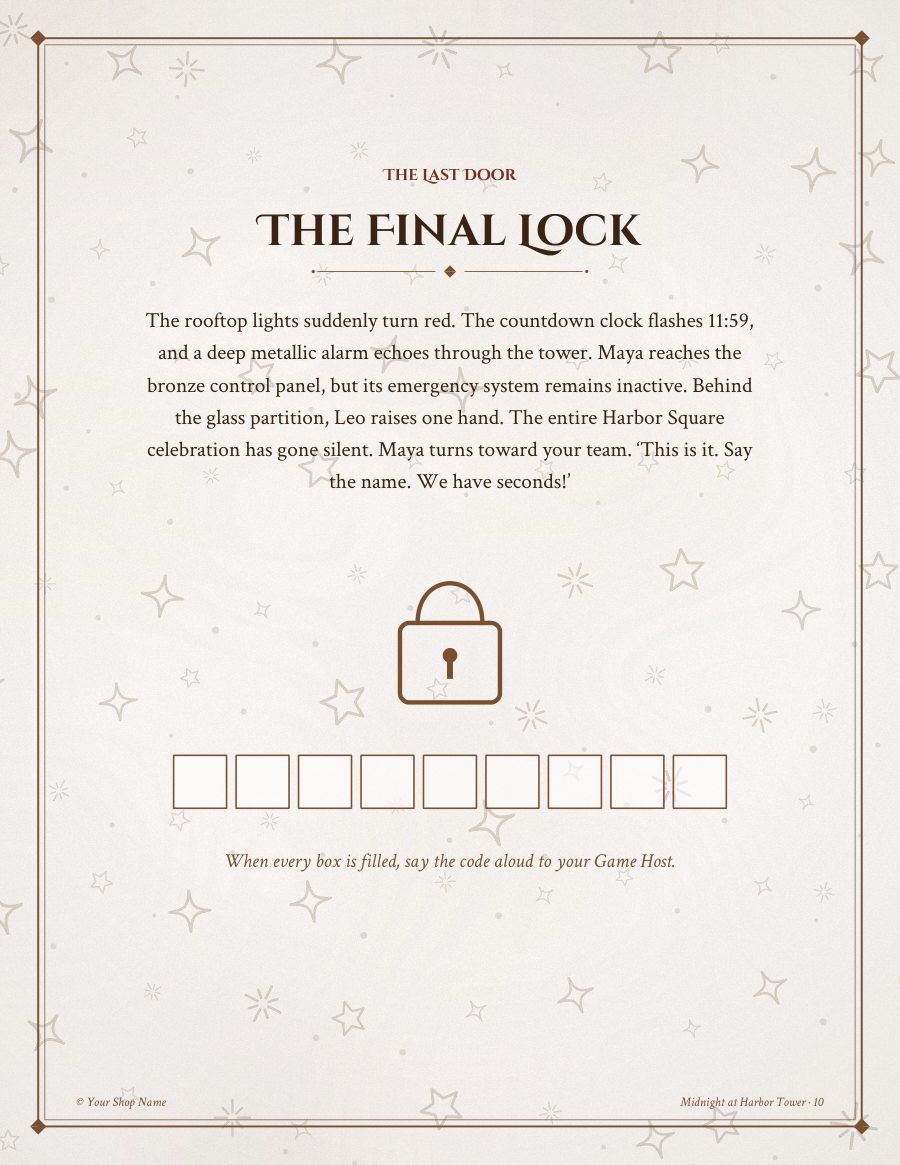 The Last Door
The Final Lock
The rooftop lights suddenly turn red. The countdown clock flashes 11:59,
and a deep metallic alarm echoes through the tower. Maya reaches the
bronze control panel, but its emergency system remains inactive. Behind
the glass partition, Leo raises one hand. The entire Harbor Square
celebration has gone silent. Maya turns toward your team. ‘This is it. Say
the name. We have seconds!’
When every box is filled, say the code aloud to your Game Host.
© Your Shop Name
Midnight at Harbor Tower · 10